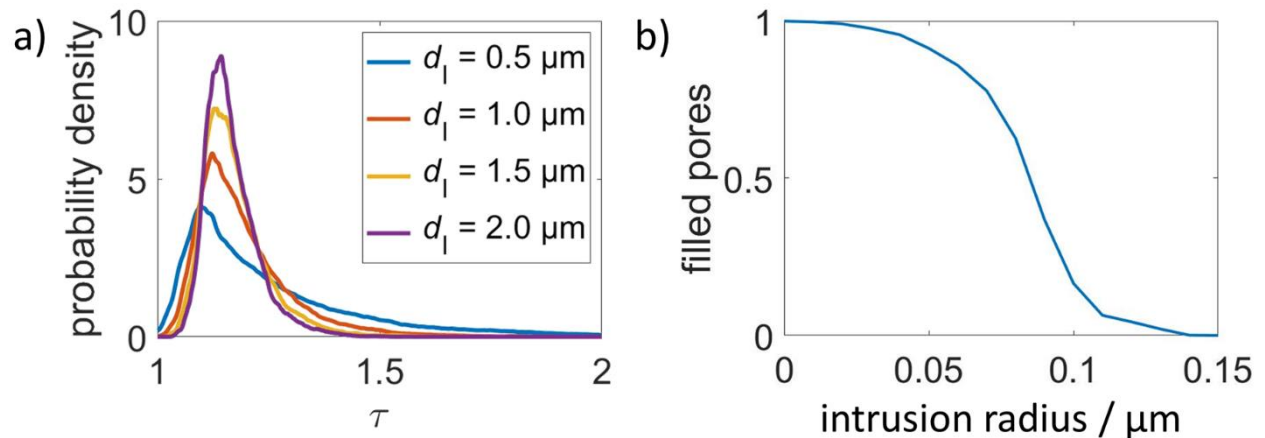 a)
probability density
10
5
0
d_I = 0.5 µm
d_I = 1.0 µm
d_I = 1.5 µm
d_I = 2.0 µm
1
1.5
2
τ
b)
filled pores
1
0.5
0
0
0.05
0.1
0.15
intrusion radius / µm